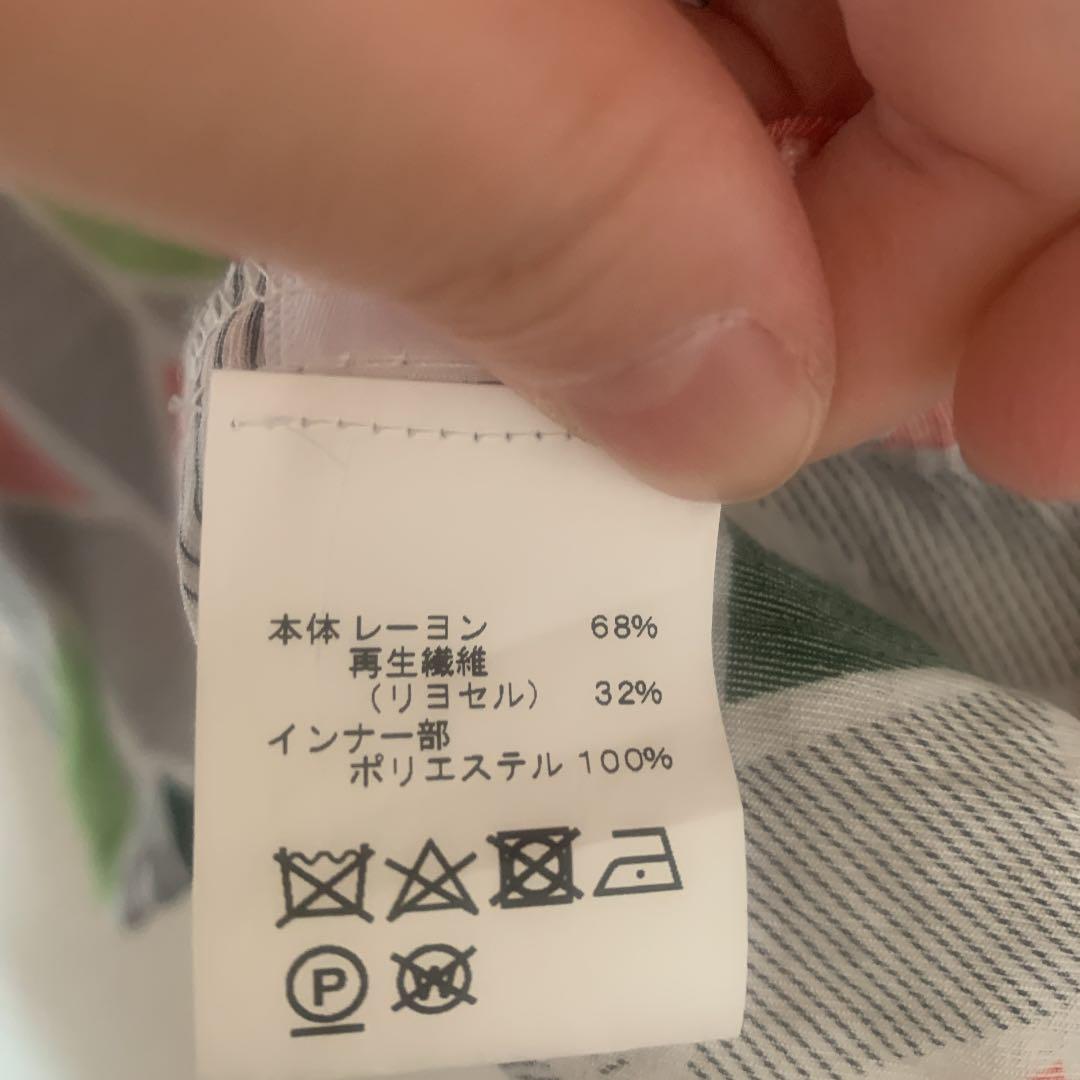 本体 レーヨン 68%
再生繊維
（リヨセル） 32%
インナー部
ポリエステル 100%
P W